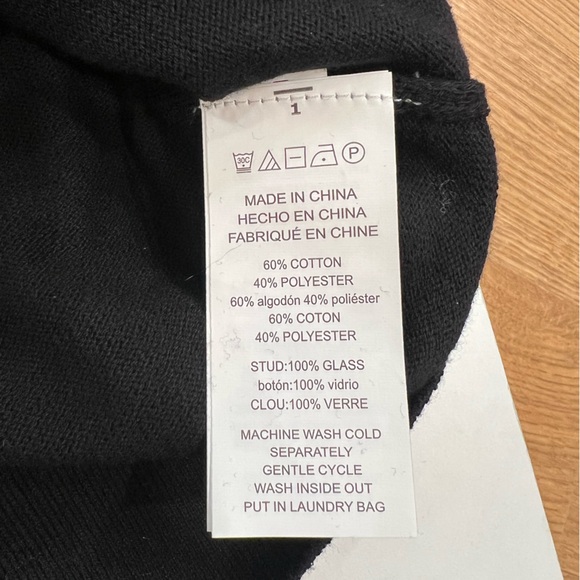 1
30C P
MADE IN CHINA
HECHO EN CHINA
FABRIQUÉ EN CHINE
60% COTTON
40% POLYESTER
60% algodón 40% poliéster
60% COTON
40% POLYESTER
STUD:100% GLASS
botón:100% vidrio
CLOU:100% VERRE
MACHINE WASH COLD
SEPARATELY
GENTLE CYCLE
WASH INSIDE OUT
PUT IN LAUNDRY BAG